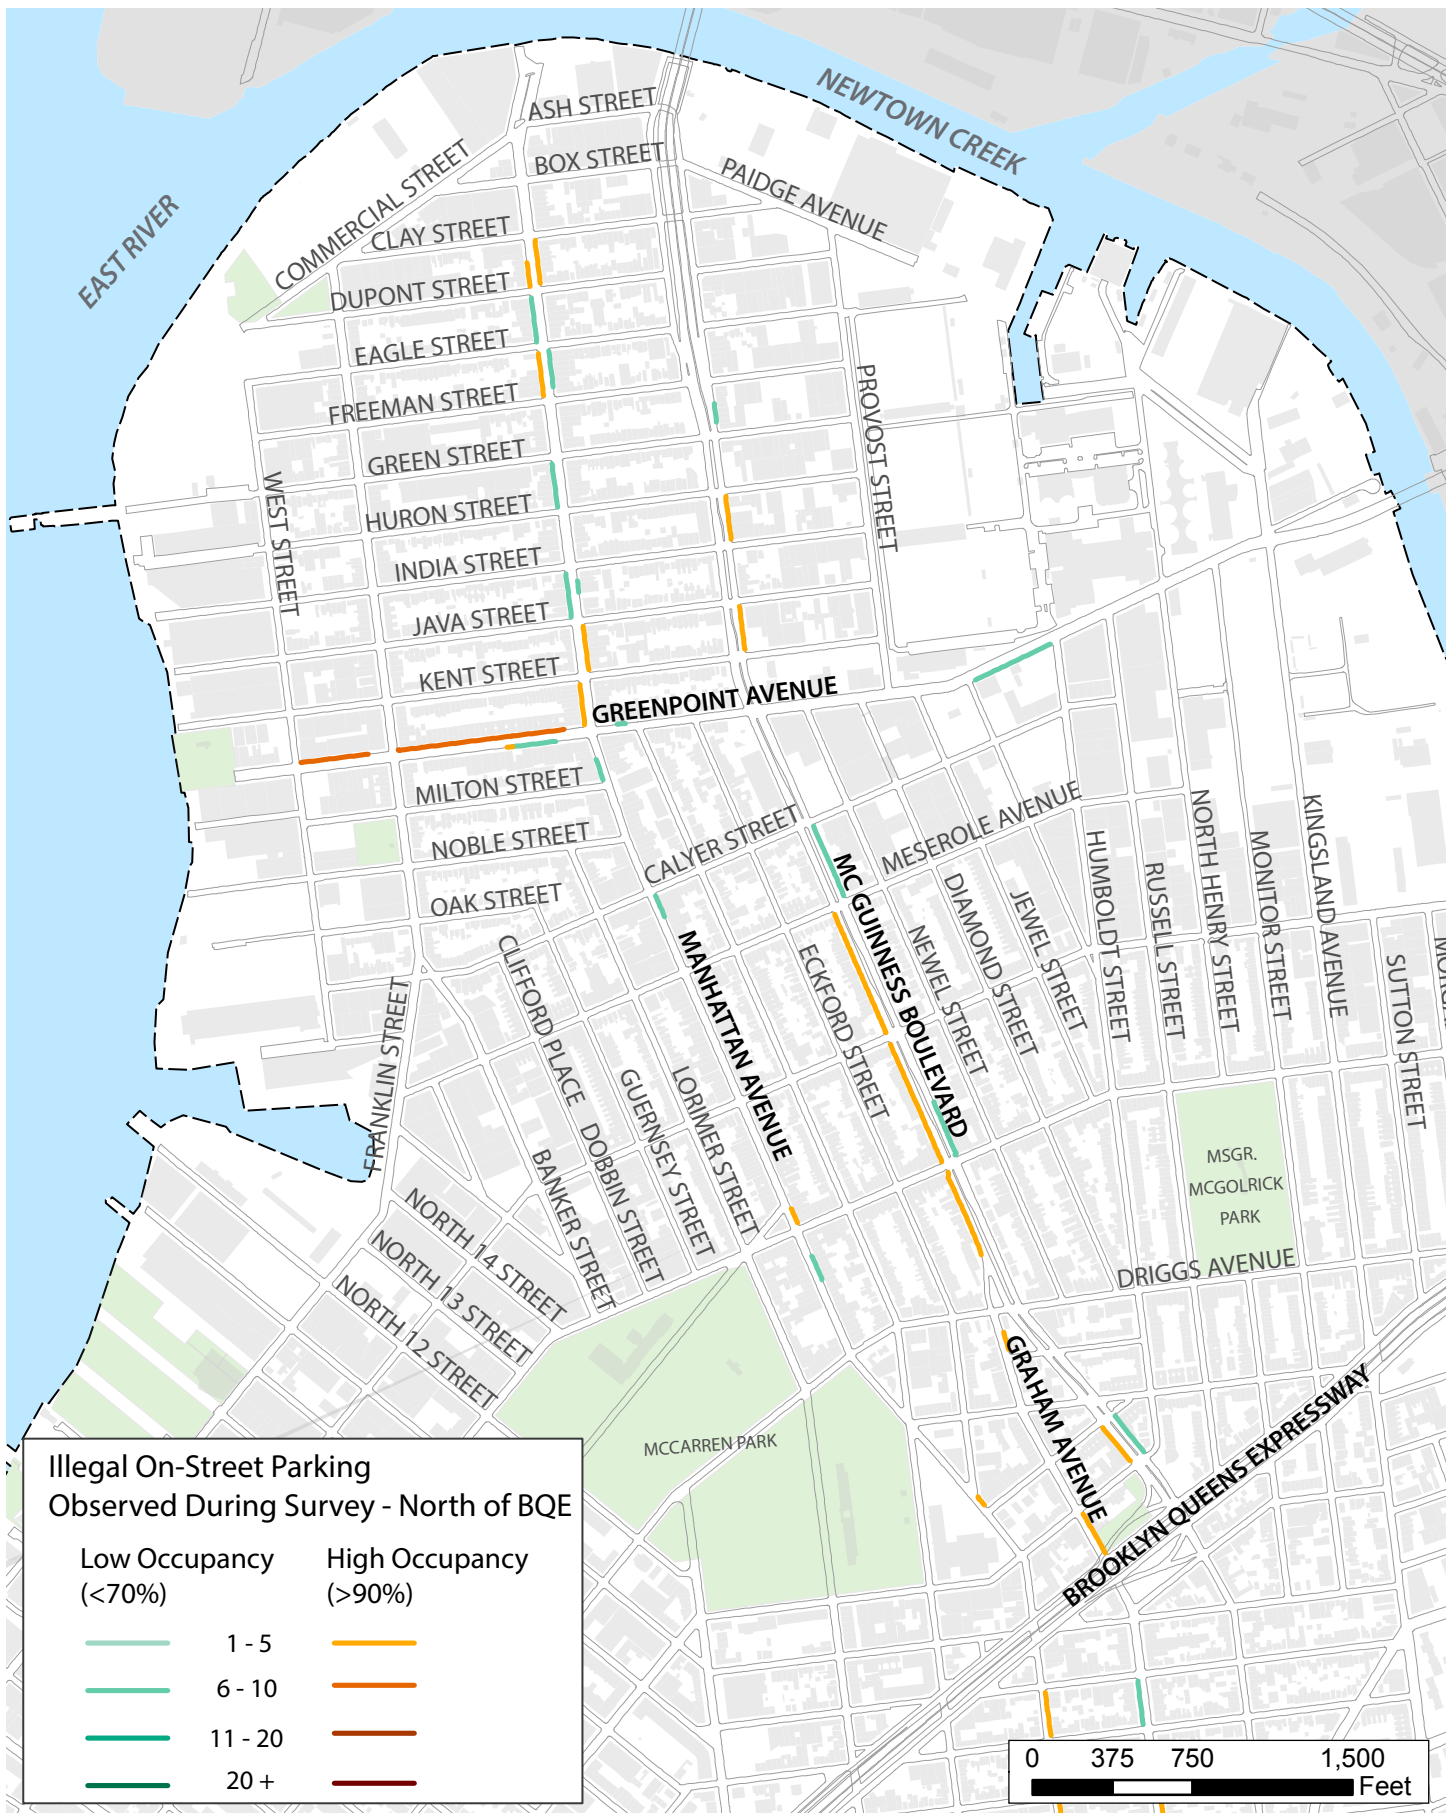 NEWTOWN CREEK
EAST RIVER
ASH STREET
BOX STREET
COMMERCIAL STREET
PAIDGE AVENUE
CLAY STREET
DUPONT STREET
EAGLE STREET
FREEMAN STREET
PROVOST STREET
GREEN STREET
WEST STREET
HURON STREET
INDIA STREET
JAVA STREET
KENT STREET
GREENPOINT AVENUE
MILTON STREET
NOBLE STREET
CALYER STREET
MESEROLE AVENUE
OAK STREET
MC GUINNESS BOULEVARD
DIAMOND STREET
JEWEL STREET
HUMBOLDT STREET
RUSSELL STREET
NORTH HENRY STREET
MONITOR STREET
KINGSLAND AVENUE
SUTTON STREET
CLIFFORD PLACE
MANHATTAN AVENUE
ECKFORD STREET
NEWEL STREET
FRANKLIN STREET
GUERNSEY STREET
LORIMER STREET
BANKER STREET
DOBBIN STREET
MSGR.
MCGOLRICK
PARK
NORTH 14 STREET
NORTH 13 STREET
NORTH 12 STREET
DRIGGS AVENUE
GRAHAM AVENUE
BROOKLYN QUEENS EXPRESSWAY
MCCARREN PARK
Illegal On-Street Parking
Observed During Survey - North of BQE
Low Occupancy High Occupancy
(<70%) (>90%)
1 - 5
6 - 10
11 - 20
20 +
0 375 750 1,500
Feet